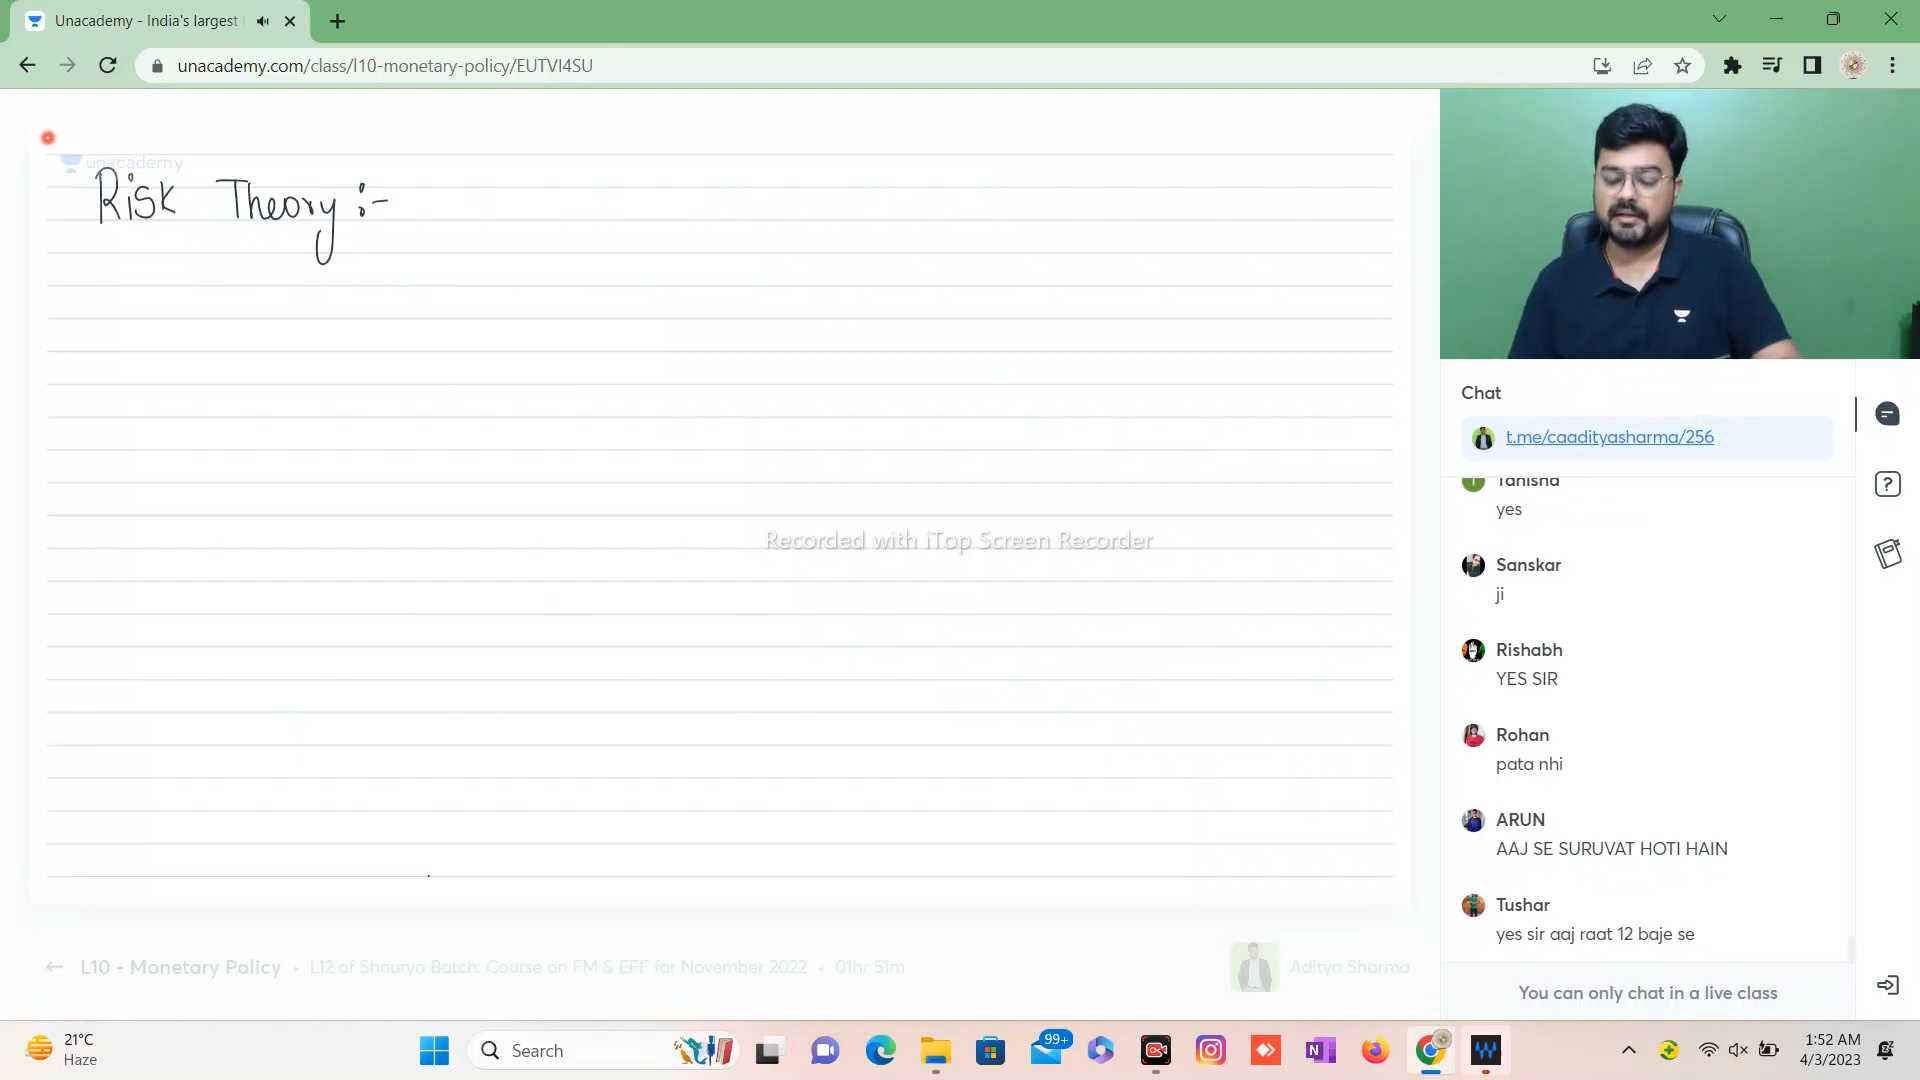 Unacademy - India's largest
unacademy.com/class/l10-monetary-policy/EUTVI4SU
unacademy
Risk Theory :-
Recorded with iTop Screen Recorder
L10 - Monetary Policy • L12 of Shourya Batch: Course on FM & EFF for November 2022 • 01hr 51m
Aditya Sharma
Chat
t.me/caadityasharma/256
Tanisha
yes
Sanskar
ji
Rishabh
YES SIR
Rohan
pata nhi
ARUN
AAJ SE SURUVAT HOTI HAIN
Tushar
yes sir aaj raat 12 baje se
You can only chat in a live class
21°C
Haze
Search
99+
1:52 AM
4/3/2023